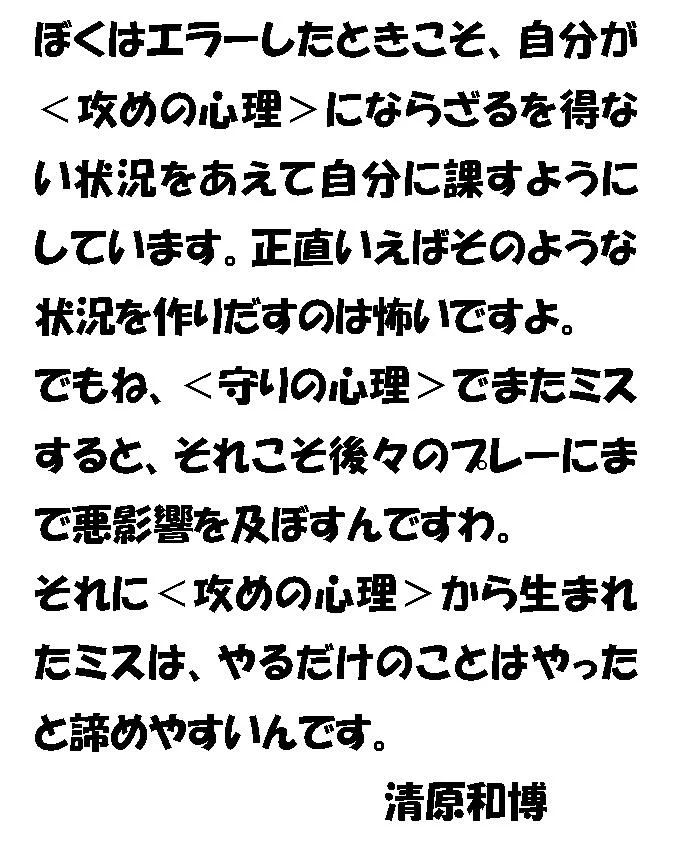 ぼくはエラーしたときこそ、自分が
＜攻めの心理＞にならざるを得な
い状況をあえて自分に課すように
しています。正直いえばそのような
状況を作りだすのは怖いですよ。
でもね、＜守りの心理＞でまたミス
すると、それこそ後々のプレーにま
で悪影響を及ぼすんですわ。
それに＜攻めの心理＞から生まれ
たミスは、やるだけのことはやった
と諦めやすいんです。
清原和博